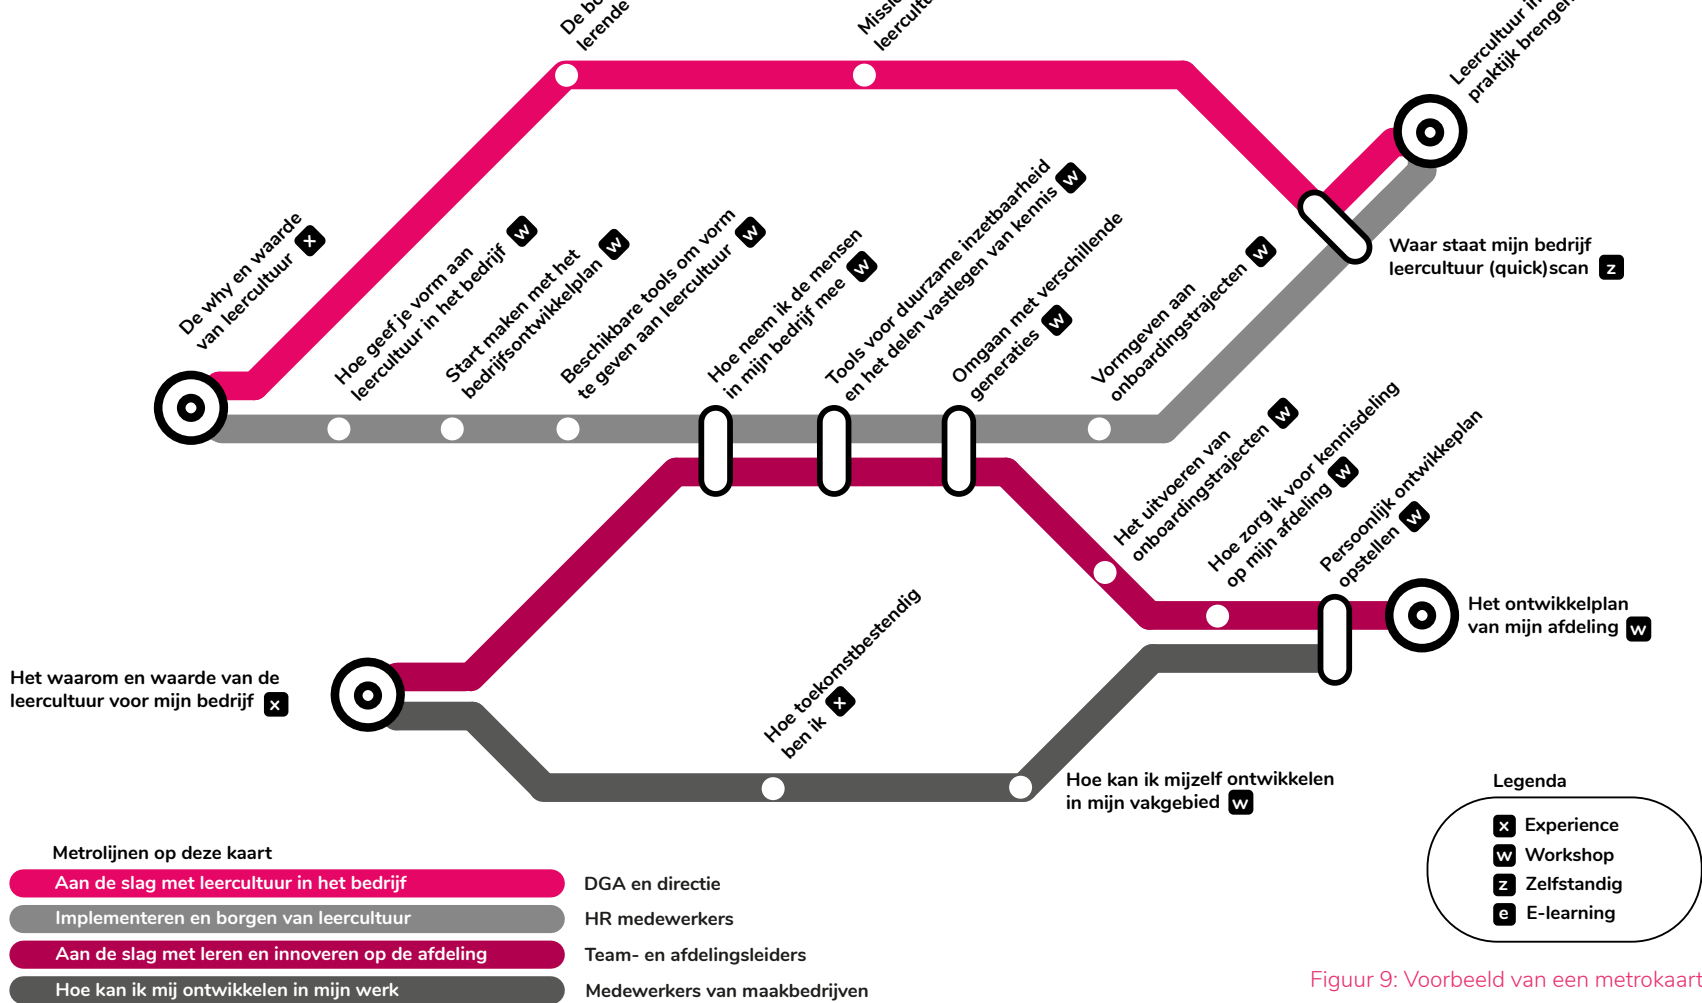 De
lerende
leercultuur in
praktijk brengen
De why en waarde
van leercultuur x
Hoe geef je vorm aan
leercultuur in het bedrijf w
Start maken met het
bedrijfsontwikkelplan w
Beschikbare tools om vorm
te geven aan leercultuur w
Hoe neem ik de mensen
in mijn bedrijf mee w
Tools voor duurzame inzetbaarheid
en het delen vastlegen van kennis w
Omgaan met verschillende
generaties w
Vormgeven aan
onboardingstrajecten w
Waar staat mijn bedrijf
leercultuur (quick)scan z
Het uitvoeren van
onboardingstrajecten w
Hoe zorg ik voor kennisdeling
op mijn afdeling w
Persoonlijk ontwikkeplan
opstellen w
Het ontwikkelplan
van mijn afdeling w
Het waarom en waarde van de
leercultuur voor mijn bedrijf x
Hoe toekomstbestendig
ben ik x
Hoe kan ik mijzelf ontwikkelen
in mijn vakgebied w
Legenda
x Experience
w Workshop
z Zelfstandig
e E-learning
Metrolijnen op deze kaart
Aan de slag met leercultuur in het bedrijf DGA en directie
Implementeren en borgen van leercultuur HR medewerkers
Aan de slag met leren en innoveren op de afdeling Team- en afdelingsleiders
Hoe kan ik mij ontwikkelen in mijn werk Medewerkers van maakbedrijven
Figuur 9: Voorbeeld van een metrokaart